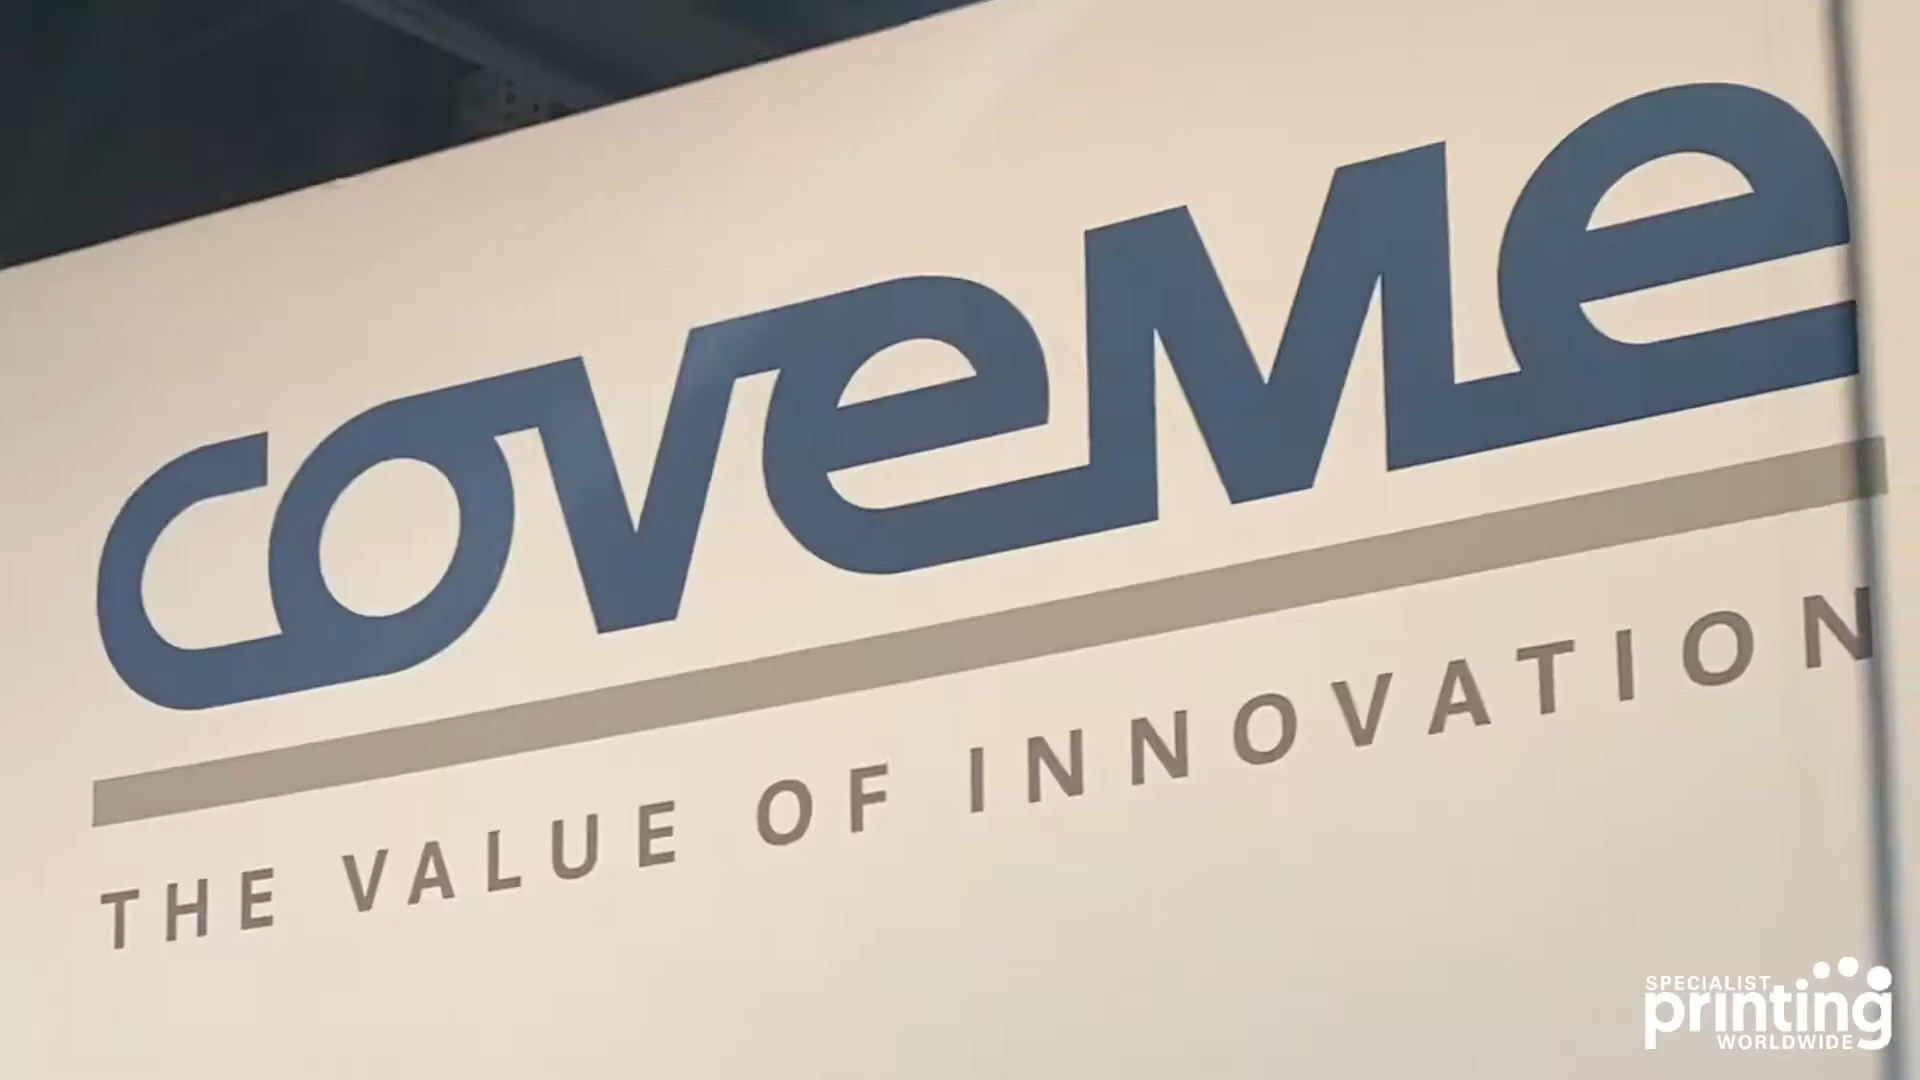 coveMe
THE VALUE OF INNOVATION
SPECIALIST
printing
WORLDWIDE